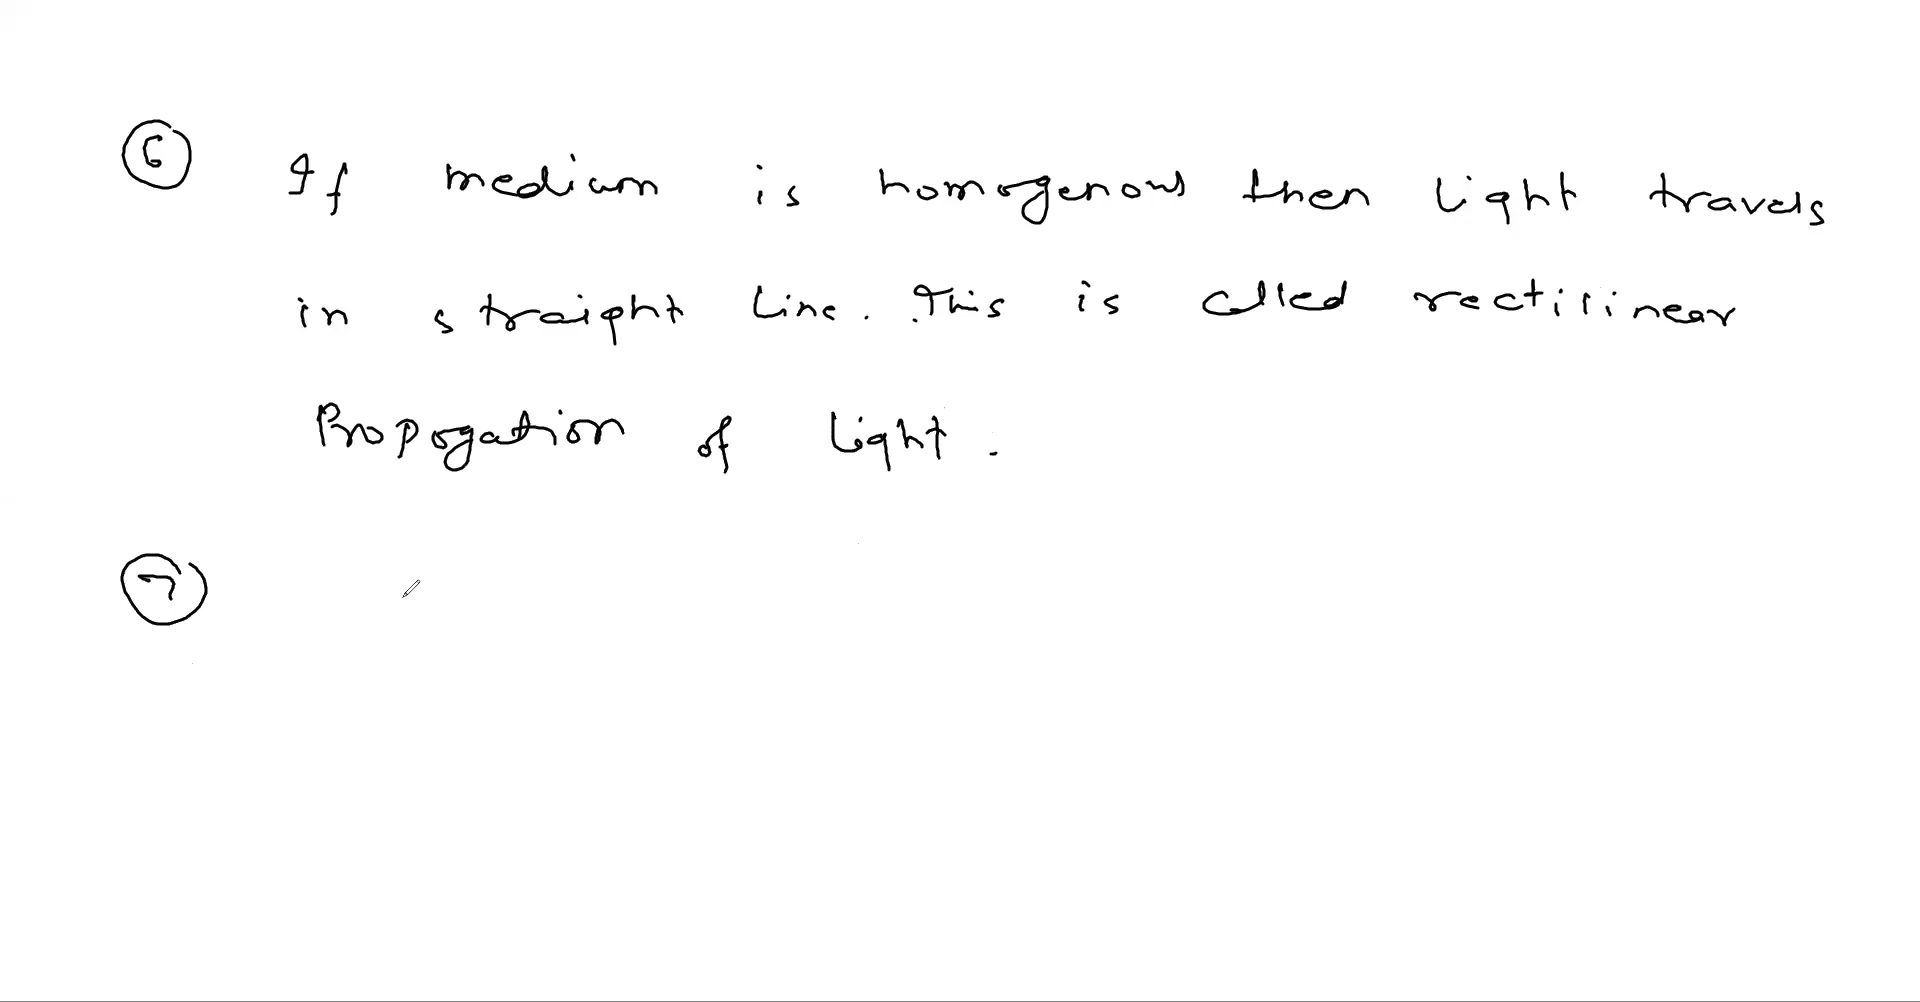 6 If medium is homogenous then light travels
in straight line. This is called rectilinear
Propogation of light.
7